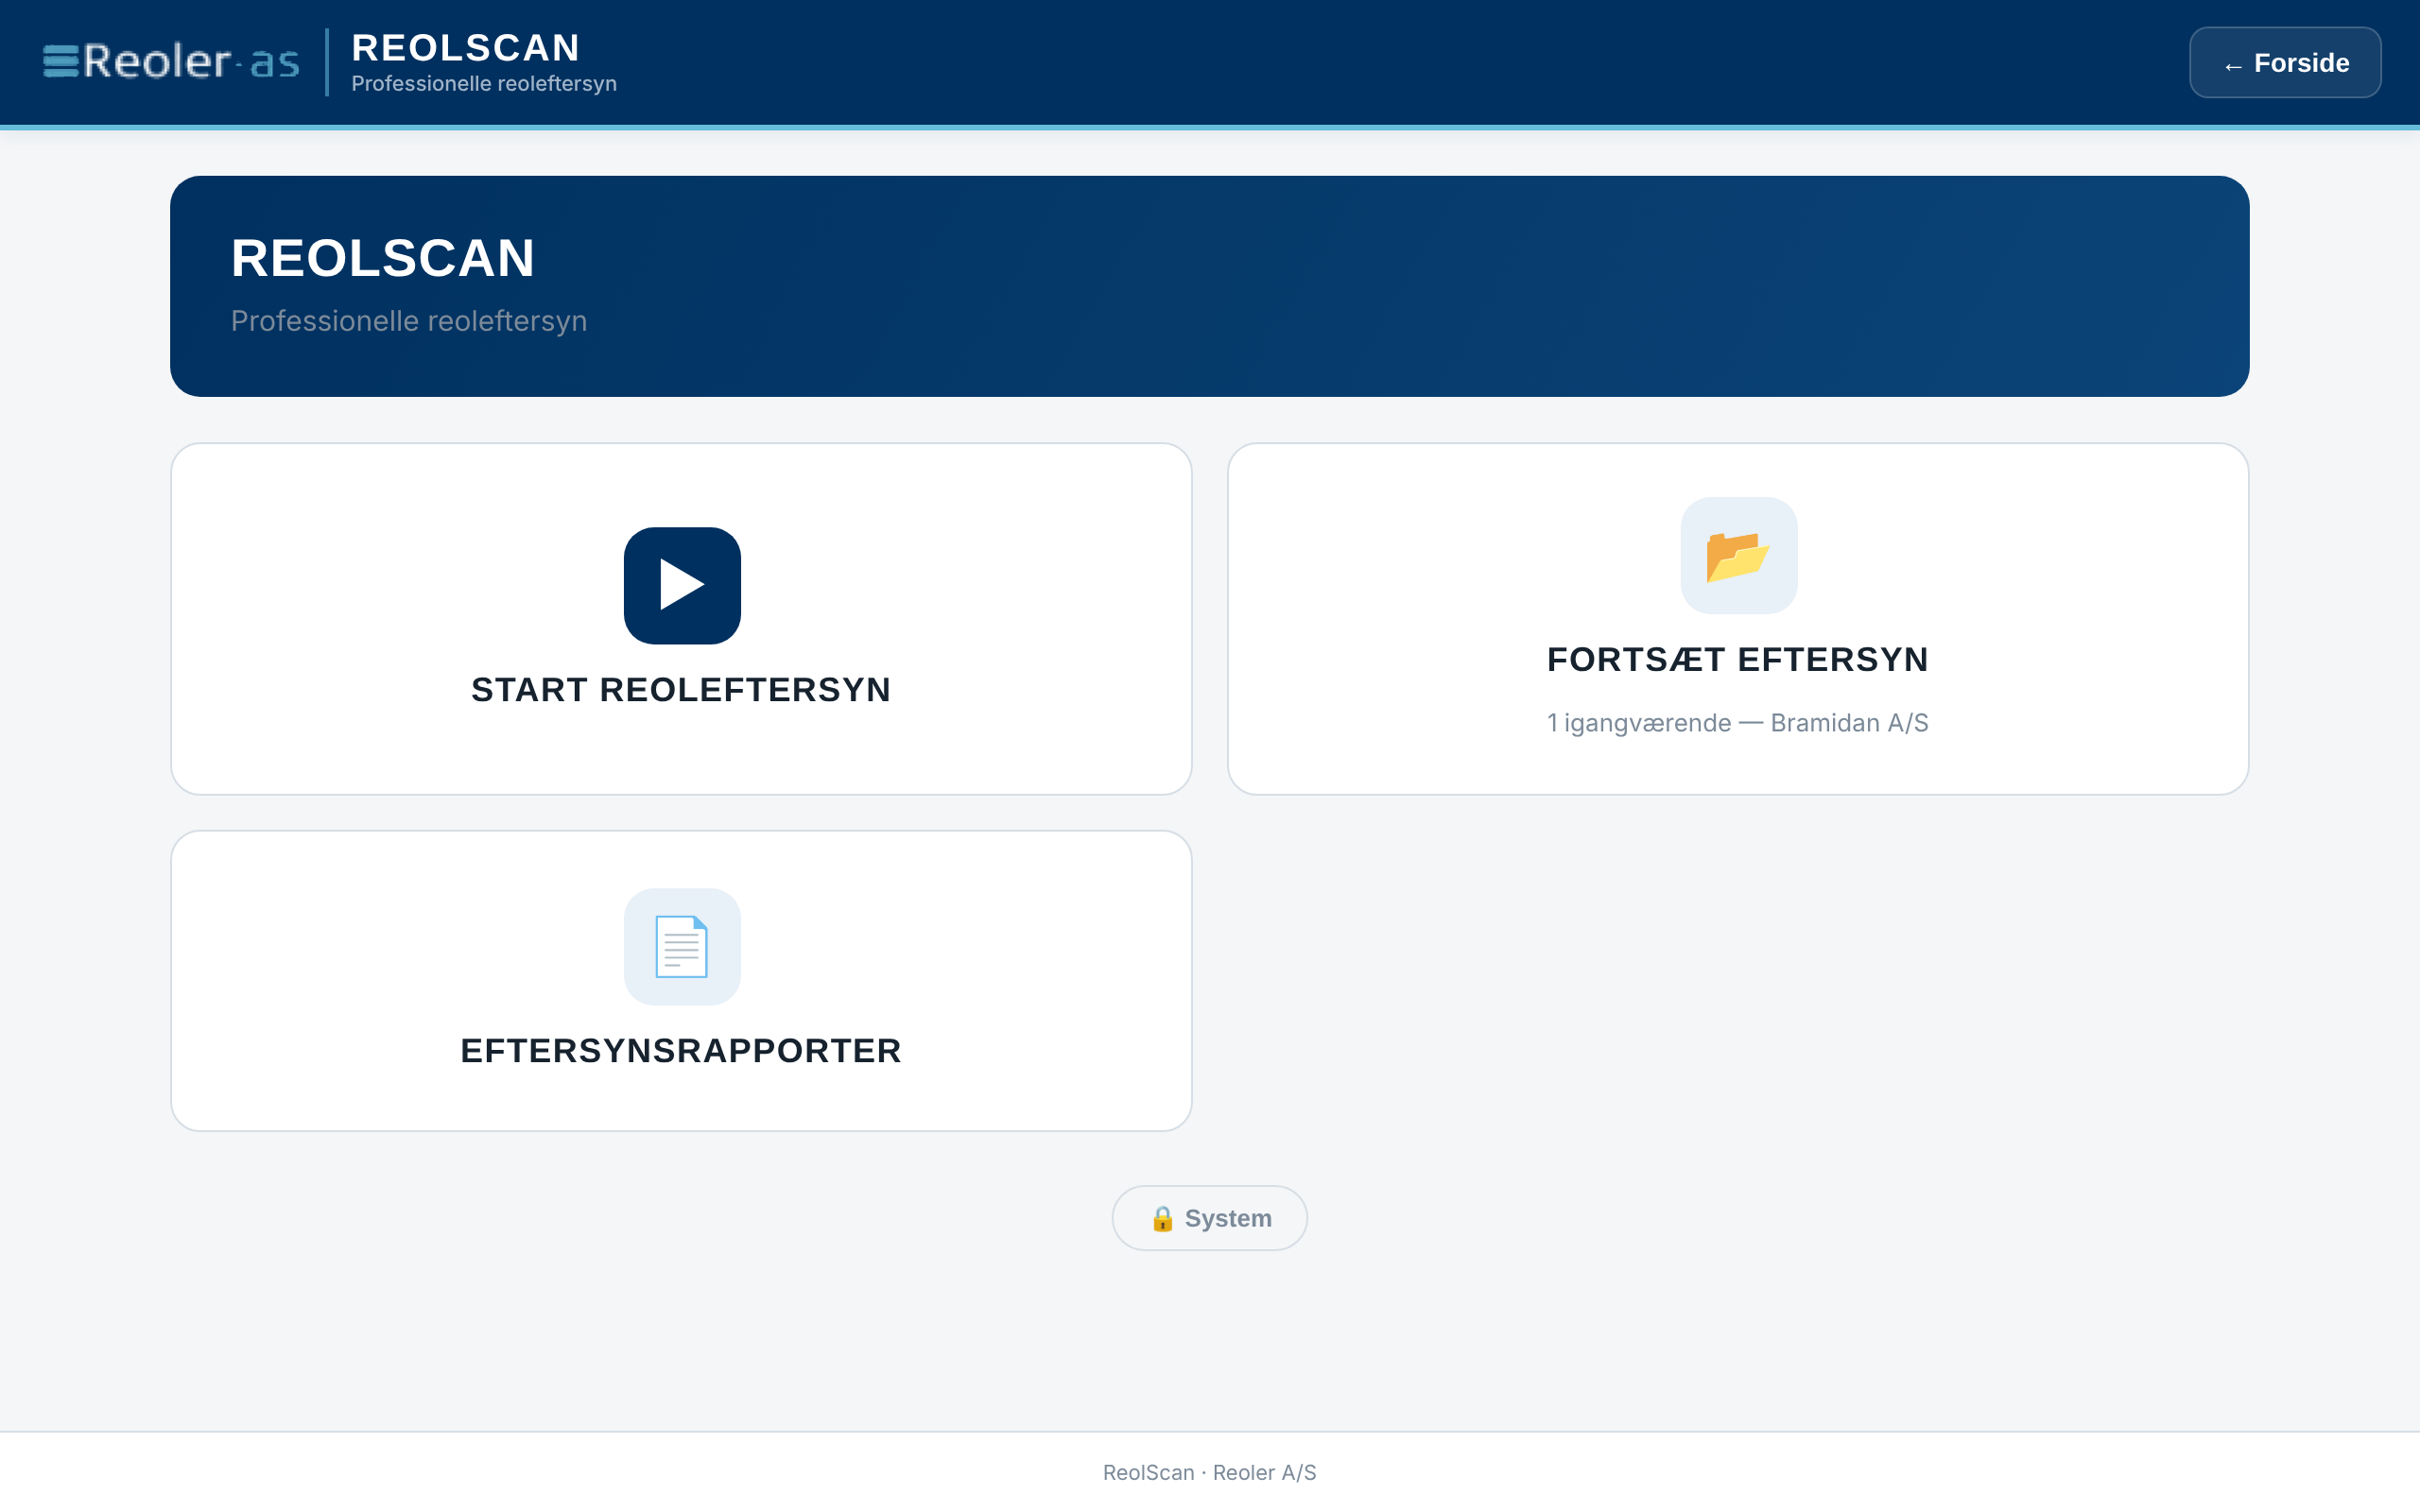 Reoler·as
REOLSCAN
Professionelle reoleftersyn
← Forside
REOLSCAN
Professionelle reoleftersyn
START REOLEFTERSYN
FORTSÆT EFTERSYN
1 igangværende — Bramidan A/S
EFTERSYNSRAPPORTER
System
ReolScan · Reoler A/S